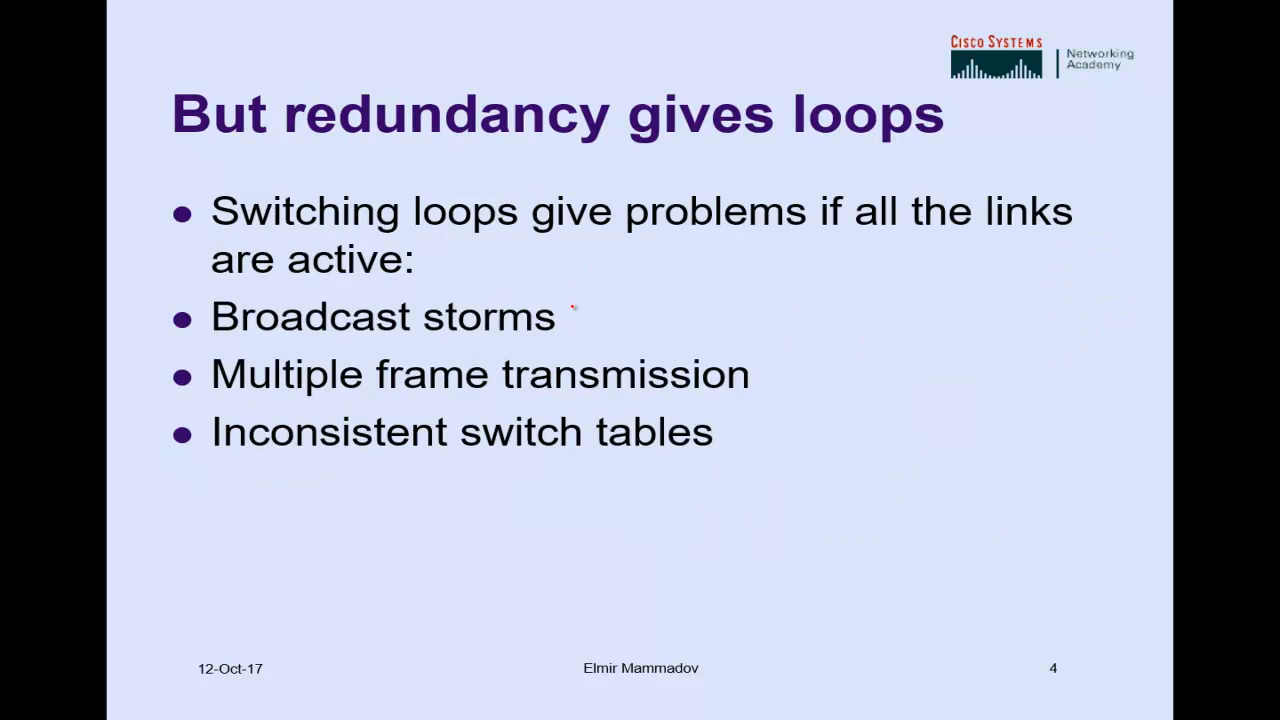 CISCO SYSTEMS
Networking
Academy
But redundancy gives loops
● Switching loops give problems if all the links
are active:
● Broadcast storms
● Multiple frame transmission
● Inconsistent switch tables
12-Oct-17
Elmir Mammadov
4